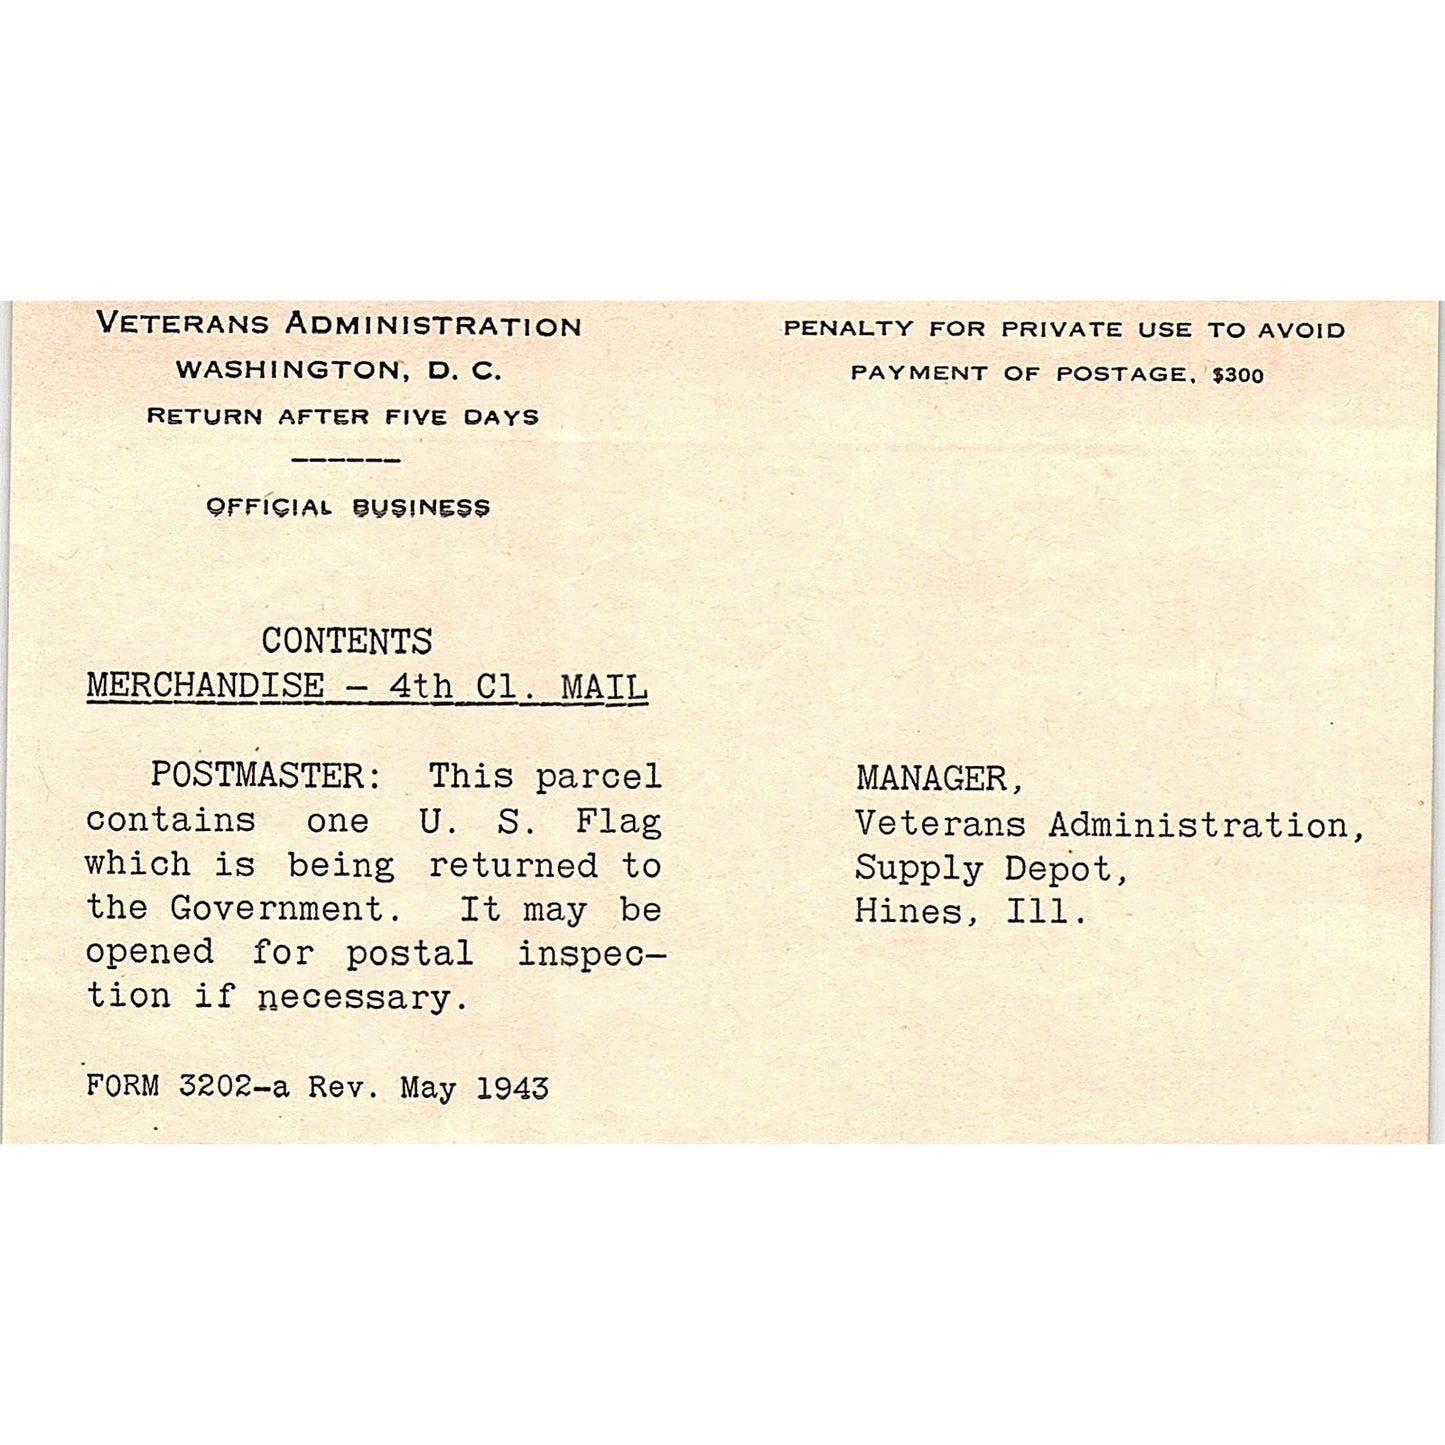 VETERANS ADMINISTRATION
WASHINGTON, D. C.
RETURN AFTER FIVE DAYS
------
OFFICIAL BUSINESS
PENALTY FOR PRIVATE USE TO AVOID
PAYMENT OF POSTAGE, $300
CONTENTS
MERCHANDISE - 4th Cl. MAIL
POSTMASTER: This parcel
contains one U. S. Flag
which is being returned to
the Government. It may be
opened for postal inspec-
tion if necessary.
FORM 3202-a Rev. May 1943
MANAGER,
Veterans Administration,
Supply Depot,
Hines, Ill.